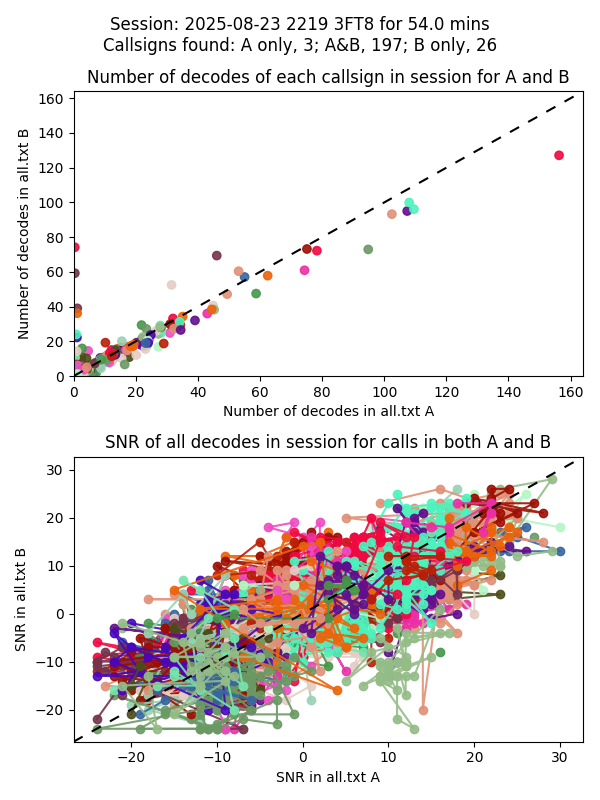 Session: 2025-08-23 2219 3FT8 for 54.0 mins
Callsigns found: A only, 3; A&B, 197; B only, 26
Number of decodes of each callsign in session for A and B
160
140
120
100
80
60
40
20
0
Number of decodes in all.txt B
0 20 40 60 80 100 120 140 160
Number of decodes in all.txt A
SNR of all decodes in session for calls in both A and B
30
20
10
0
−10
−20
SNR in all.txt B
−20 −10 0 10 20 30
SNR in all.txt A